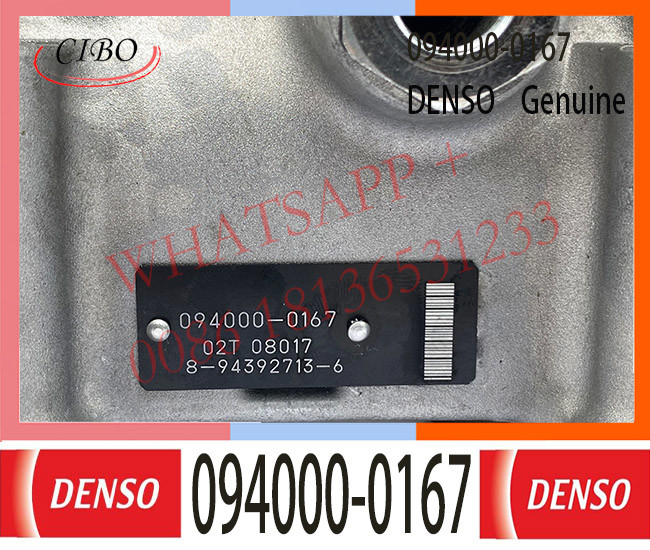 CIBO
094000-0167
DENSO Genuine
WHATSAPP +
0086 18136531233
094000-0167
02T 08017
8-94392713-6
DENSO 094000-0167 DENSO